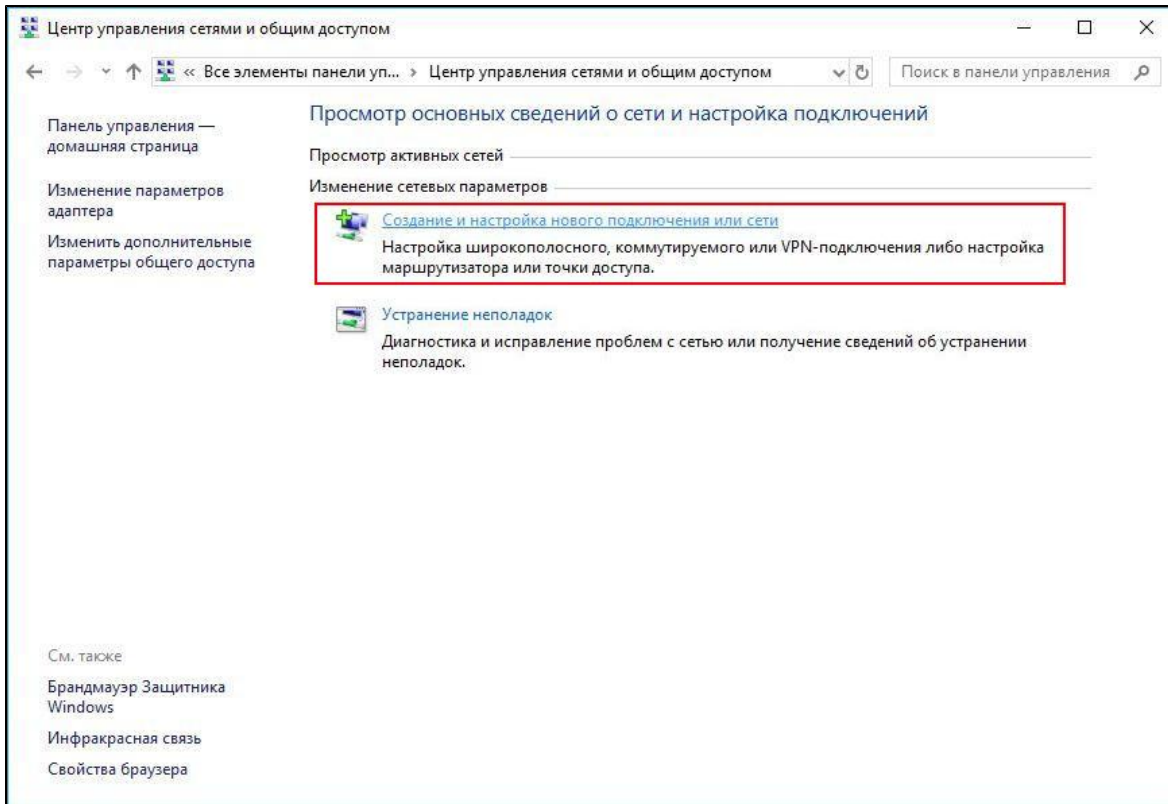 Центр управления сетями и общим доступом
« Все элементы панели уп... › Центр управления сетями и общим доступом
Поиск в панели управления
Панель управления —
домашняя страница
Изменение параметров
адаптера
Изменить дополнительные
параметры общего доступа
Просмотр основных сведений о сети и настройка подключений
Просмотр активных сетей
Изменение сетевых параметров
Создание и настройка нового подключения или сети
Настройка широкополосного, коммутируемого или VPN-подключения либо настройка
маршрутизатора или точки доступа.
Устранение неполадок
Диагностика и исправление проблем с сетью или получение сведений об устранении
неполадок.
См. также
Брандмауэр Защитника
Windows
Инфракрасная связь
Свойства браузера